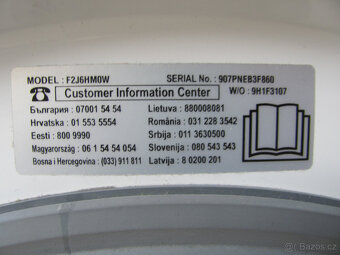 MODEL : F2J6HM0W SERIAL No. : 907PNEB3F860
Customer Information Center W/O : 9H1F3107
България : 07001 54 54 Lietuva : 880008081
Hrvatska : 01 553 5554 România : 031 228 3542
Eesti : 800 9990 Srbija : 011 3630500
Magyarország : 06 1 54 54 054 Slovenija : 080 543 543
Bosna i Hercegovina : (033) 911 811 Latvija : 8 0200 201
bazos.cz